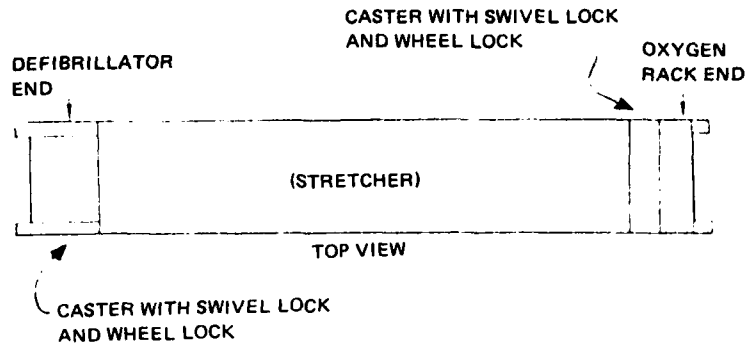 CASTER WITH SWIVEL LOCK
AND WHEEL LOCK
DEFIBRILLATOR
END
OXYGEN
RACK END
(STRETCHER)
TOP VIEW
CASTER WITH SWIVEL LOCK
AND WHEEL LOCK